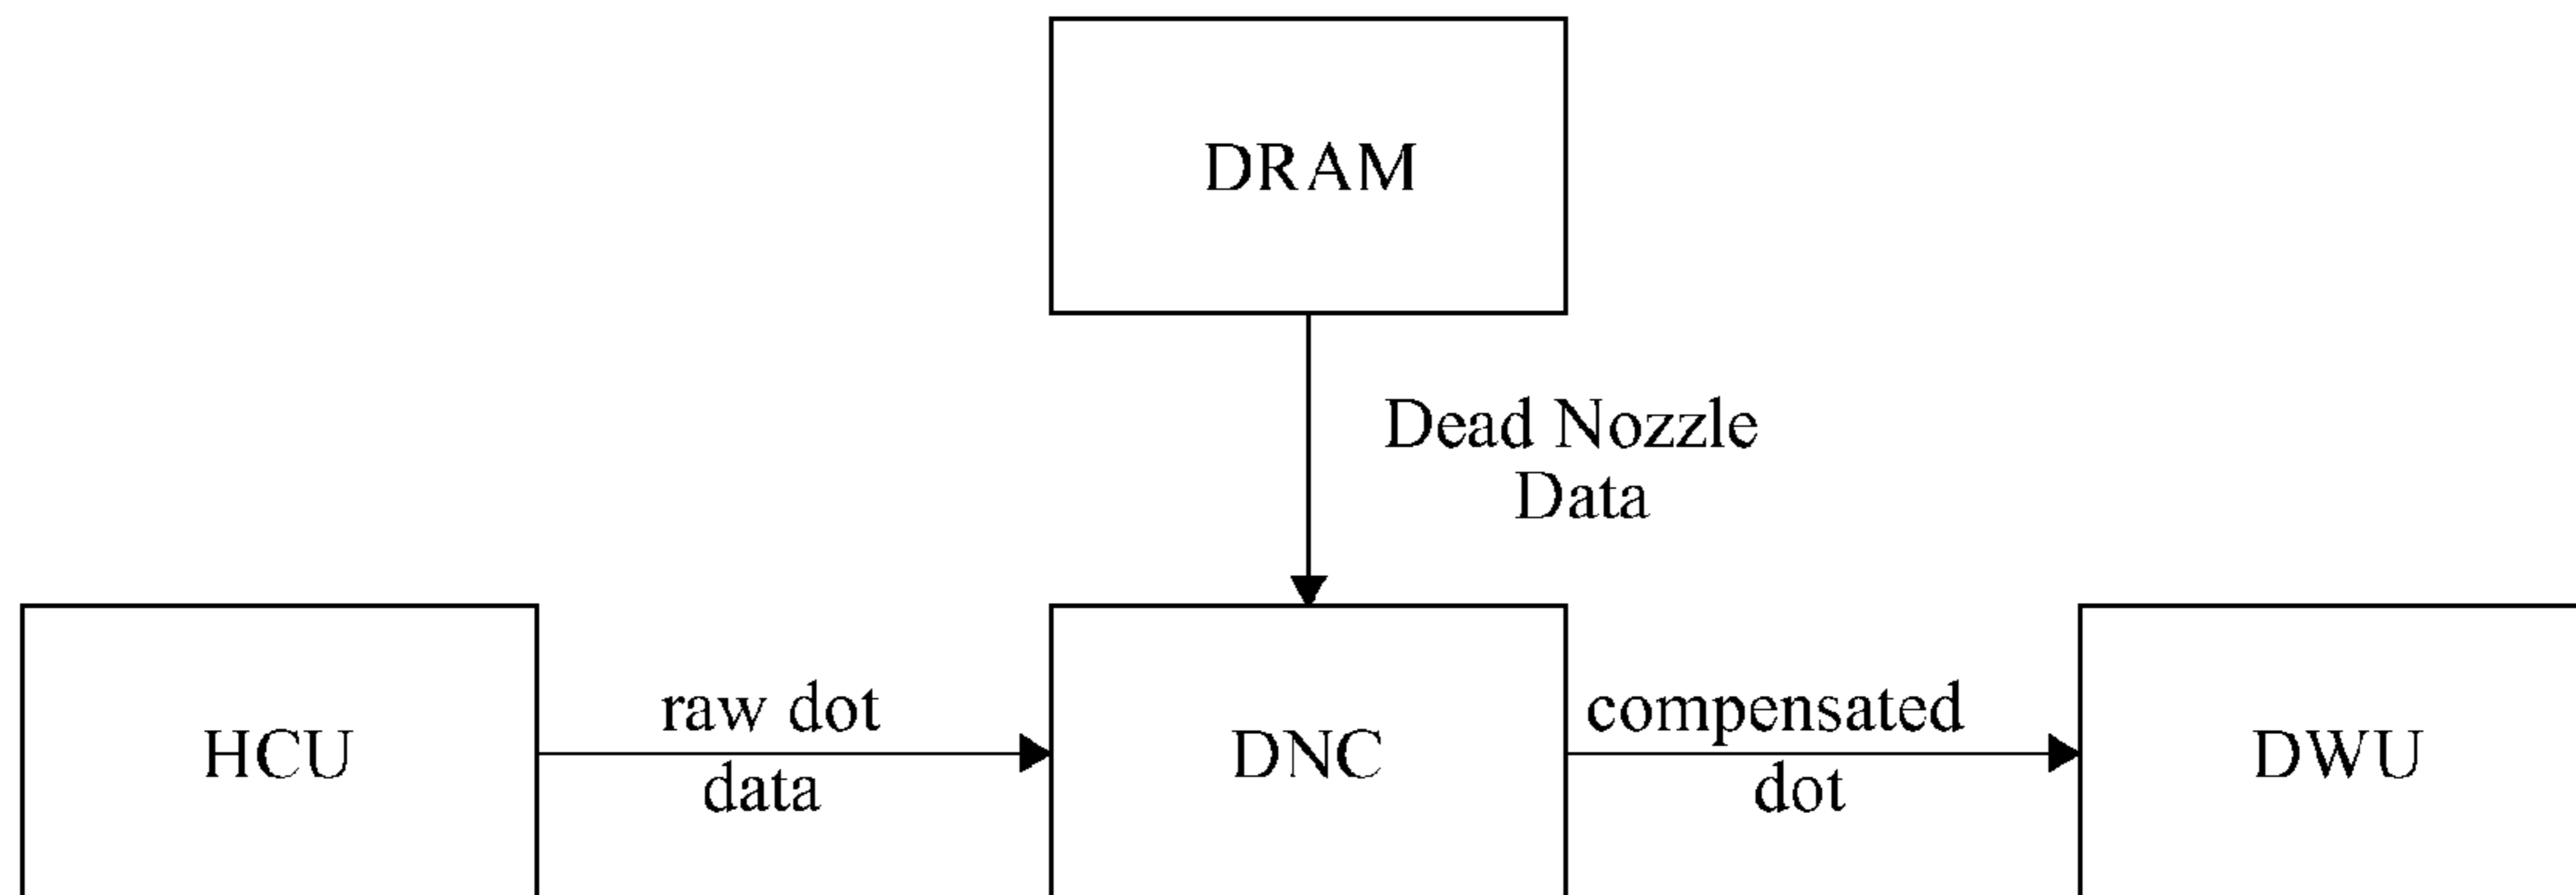 DRAM
Dead Nozzle
Data
HCU
raw dot
data
DNC
compensated
dot
DWU